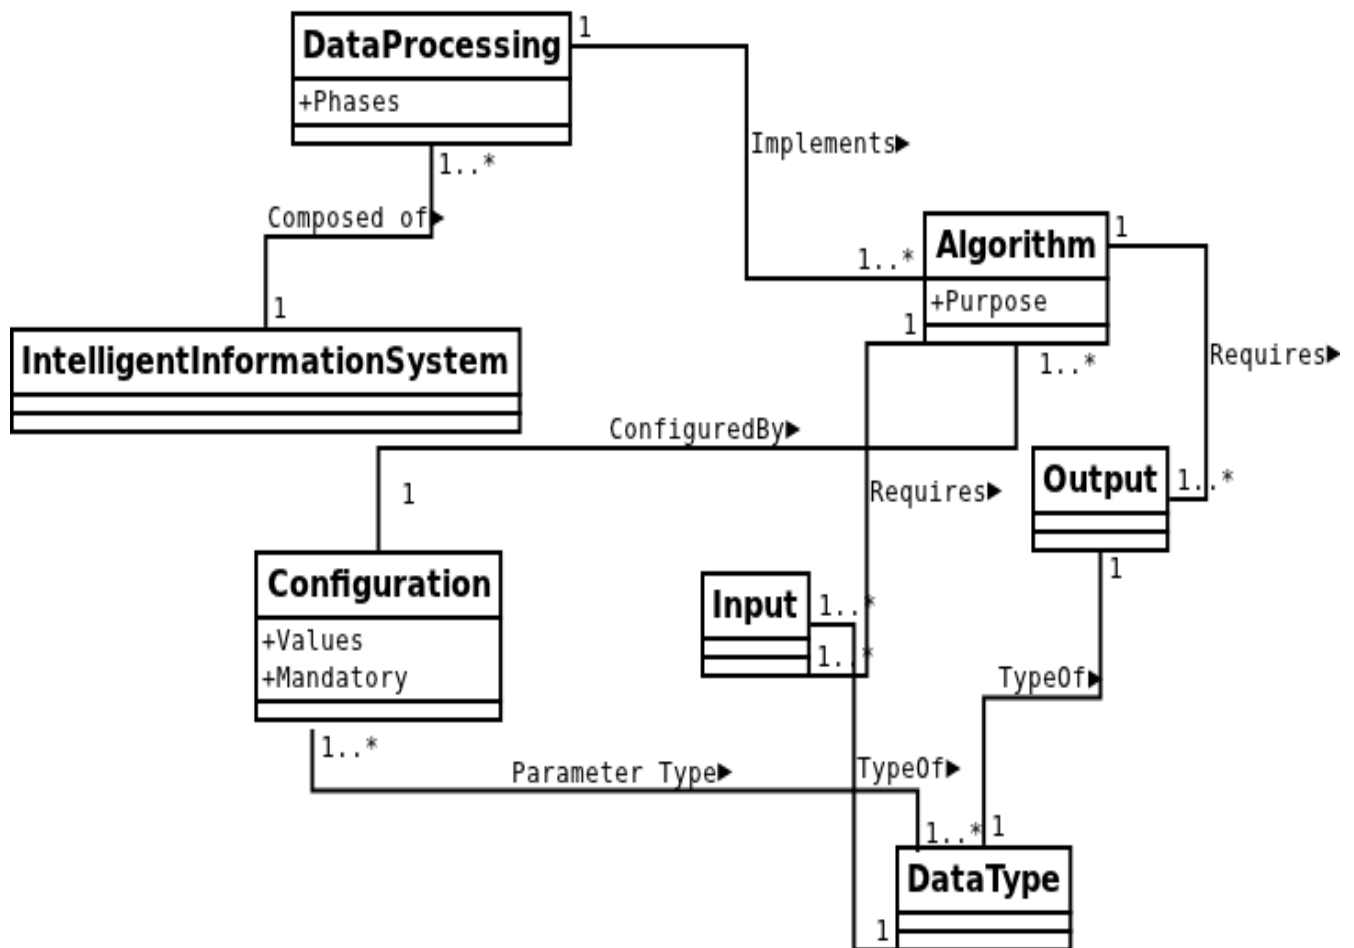 DataProcessing
1
+Phases
1..*
Implements▶
Composed of▶
1
IntelligentInformationSystem
Algorithm
1
1..*
+Purpose
1
1..*
Requires▶
ConfiguredBy▶
1
Requires▶
Output
1..*
1
Configuration
+Values
+Mandatory
1..*
Input
1..*
1..*
TypeOf▶
Parameter Type▶
TypeOf▶
1..*
1
DataType
1